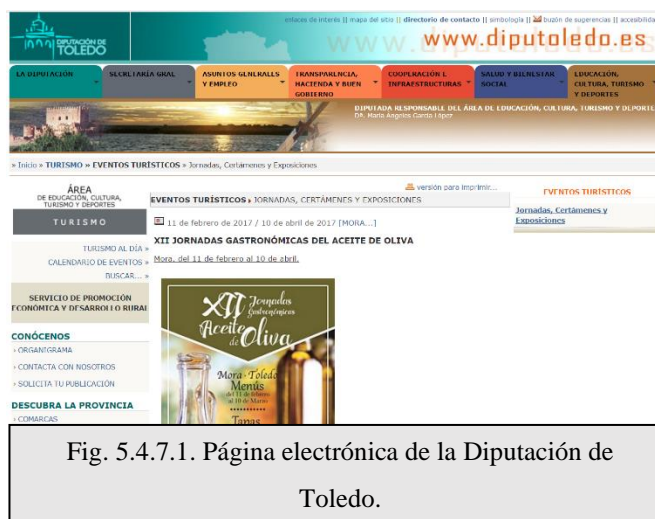 enlaces de interés || mapa del sitio || directorio de contacto || simbología || buzón de sugerencias || accesibilida
DIPUTACIÓN DE
TOLEDO
www.diputoledo.es
LA DIPUTACIÓN
SECRETARÍA GRAL
ASUNTOS GENERALES
Y EMPLEO
TRANSPARENCIA,
HACIENDA Y BUEN
GOBIERNO
COOPERACIÓN E
INFRAESTRUCTURAS
SALUD Y BIENESTAR
SOCIAL
EDUCACIÓN,
CULTURA, TURISMO
Y DEPORTES
DIPUTADA RESPONSABLE DEL ÁREA DE EDUCACIÓN, CULTURA, TURISMO Y DEPORTE
Dª. María Ángeles García López
» Inicio » TURISMO » EVENTOS TURÍSTICOS » Jornadas, Certámenes y Exposiciones
ÁREA
DE EDUCACIÓN, CULTURA,
TURISMO Y DEPORTES
TURISMO
TURISMO AL DÍA »
CALENDARIO DE EVENTOS »
BUSCAR... »
SERVICIO DE PROMOCIÓN
ECONÓMICA Y DESARROLLO RURAL
CONÓCENOS
› ORGANIGRAMA
› CONTACTA CON NOSOTROS
› SOLICITA TU PUBLICACIÓN
DESCUBRA LA PROVINCIA
› COMARCAS
versión para imprimir...
EVENTOS TURÍSTICOS › JORNADAS, CERTÁMENES Y EXPOSICIONES
11 de febrero de 2017 / 10 de abril de 2017 [MORA...]
XII JORNADAS GASTRONÓMICAS DEL ACEITE DE OLIVA
Mora, del 11 de febrero al 10 de abril.
XII Jornadas
Gastronómicas
Aceite
de Oliva
Mora - Toledo
Menús
del 11 de febrero
al 10 de Marzo
Tapas
EVENTOS TURÍSTICOS
Jornadas, Certámenes y
Exposiciones
Fig. 5.4.7.1. Página electrónica de la Diputación de
Toledo.